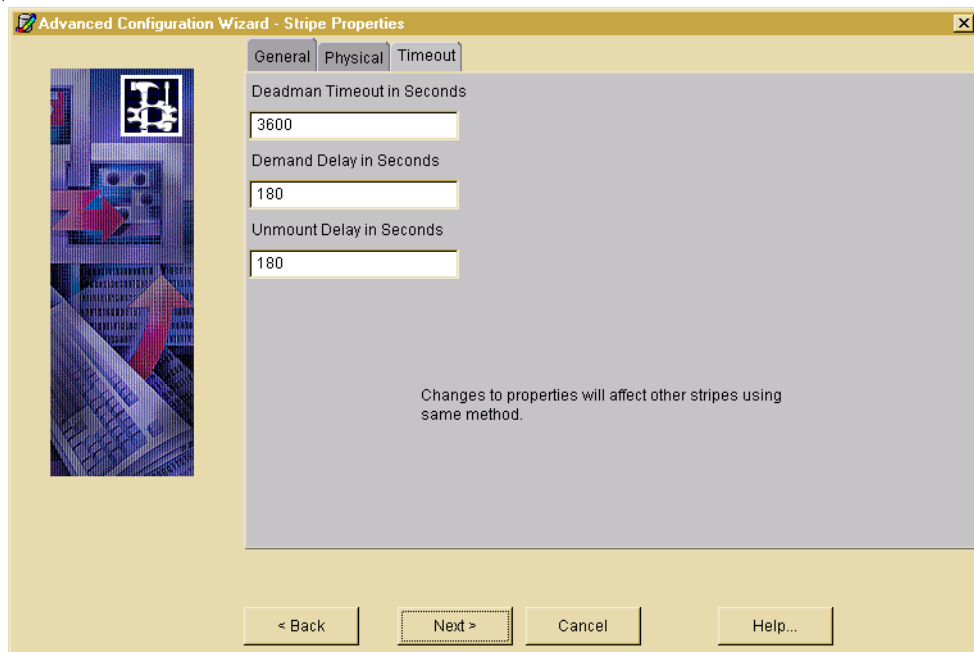 Advanced Configuration Wizard - Stripe Properties
General Physical Timeout
Deadman Timeout in Seconds
3600
Demand Delay in Seconds
180
Unmount Delay in Seconds
180
Changes to properties will affect other stripes using
same method.
< Back Next > Cancel Help...